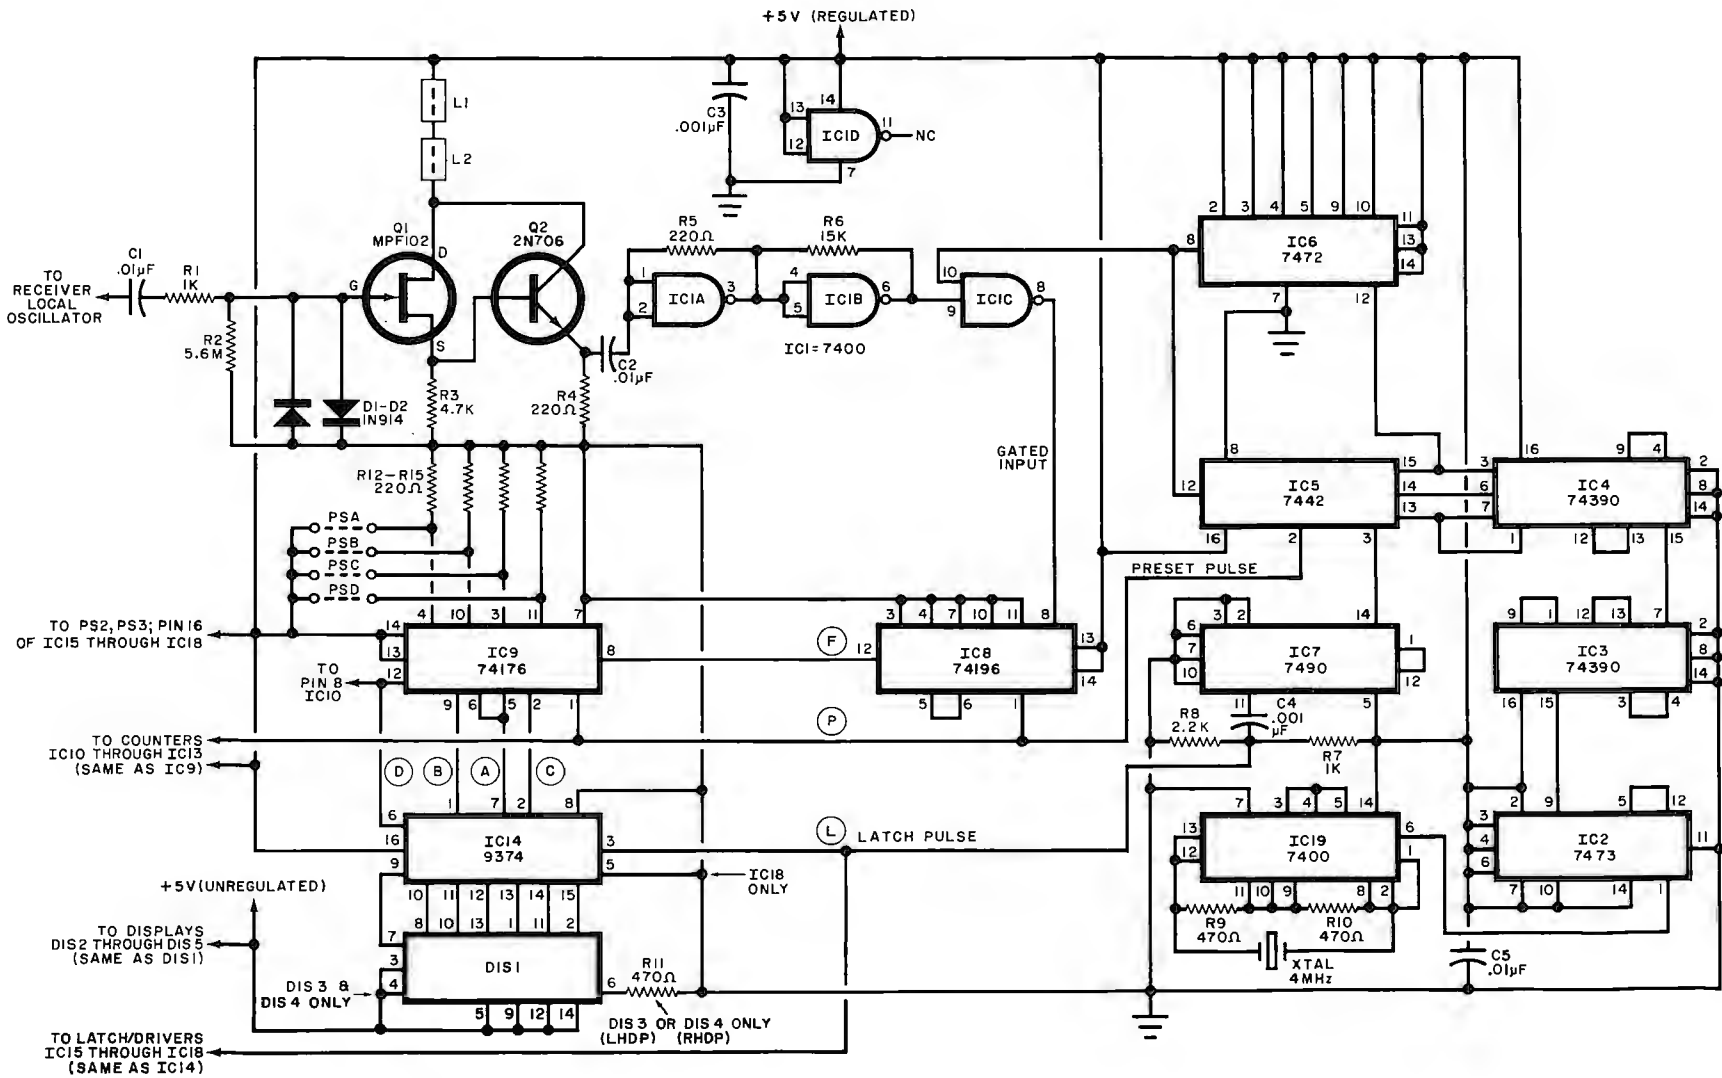 +5V (REGULATED)
L1
L2
C3
.001µF
13
12
14
IC1D
11
NC
7
Q1
MPF102
D
G
S
Q2
2N706
R5
220Ω
R6
15K
C1
.01µF
R1
1K
TO
RECEIVER
LOCAL
OSCILLATOR
R2
5.6M
D1-D2
1N914
R3
4.7K
R4
220Ω
C2
.01µF
1
2
IC1A
3
4
5
IC1B
6
IC1=7400
10
9
IC1C
8
2
3
4
5
9
10
8
IC6
7472
11
13
14
7
12
GATED
INPUT
R12-R15
220Ω
PSA
PSB
PSC
PSD
8
12
IC5
7442
15
14
13
16
2
3
16
9
4
3
6
7
IC4
74390
2
8
14
1
12
13
15
PRESET PULSE
TO PS2, PS3; PIN 16
OF IC15 THROUGH IC18
4
10
3
11
7
14
13
12
IC9
74176
8
9
6
5
2
1
TO
PIN 8
IC10
F
3
4
7
10
11
8
12
IC8
74196
13
14
5
6
1
3
2
14
6
7
10
IC7
7490
1
12
11
5
9
1
12
13
7
IC3
74390
2
8
14
16
15
3
4
P
C4
.001
µF
R8
2.2K
R7
1K
TO COUNTERS
IC10 THROUGH IC13
(SAME AS IC9)
D
B
A
C
1
7
2
8
6
16
9
IC14
9374
3
5
10
11
12
13
14
15
L
LATCH PULSE
IC18
ONLY
7
3
4
5
14
13
12
IC19
7400
6
1
11
10
9
8
2
R9
470Ω
R10
470Ω
XTAL
4MHz
2
9
5
12
3
4
6
IC2
7473
11
7
10
14
1
C5
.01µF
+5V(UNREGULATED)
TO DISPLAYS
DIS2 THROUGH DIS5
(SAME AS DIS1)
DIS 3 &
DIS 4 ONLY
8
10
13
1
11
2
7
3
4
DIS1
6
5
9
12
14
R11
470Ω
DIS 3 OR DIS 4 ONLY
(LHDP) (RHDP)
TO LATCH/DRIVERS
IC15 THROUGH IC18
(SAME AS IC14)